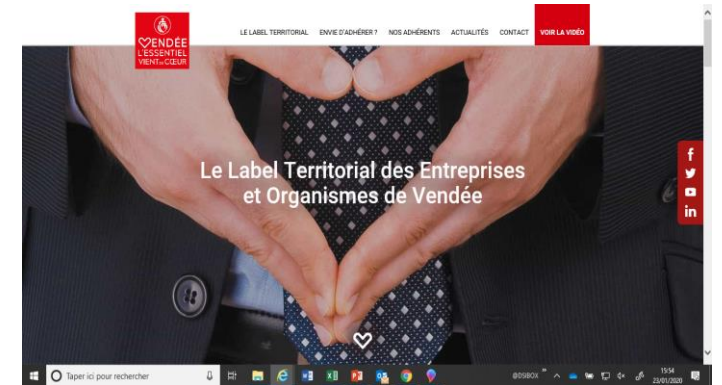 VENDÉE
L'ESSENTIEL
VIENT DU CŒUR
LE LABEL TERRITORIAL ENVIE D'ADHÉRER ? NOS ADHÉRENTS ACTUALITÉS CONTACT VOIR LA VIDÉO
Le Label Territorial des Entreprises
et Organismes de Vendée
Taper ici pour rechercher
15:54
23/01/2020